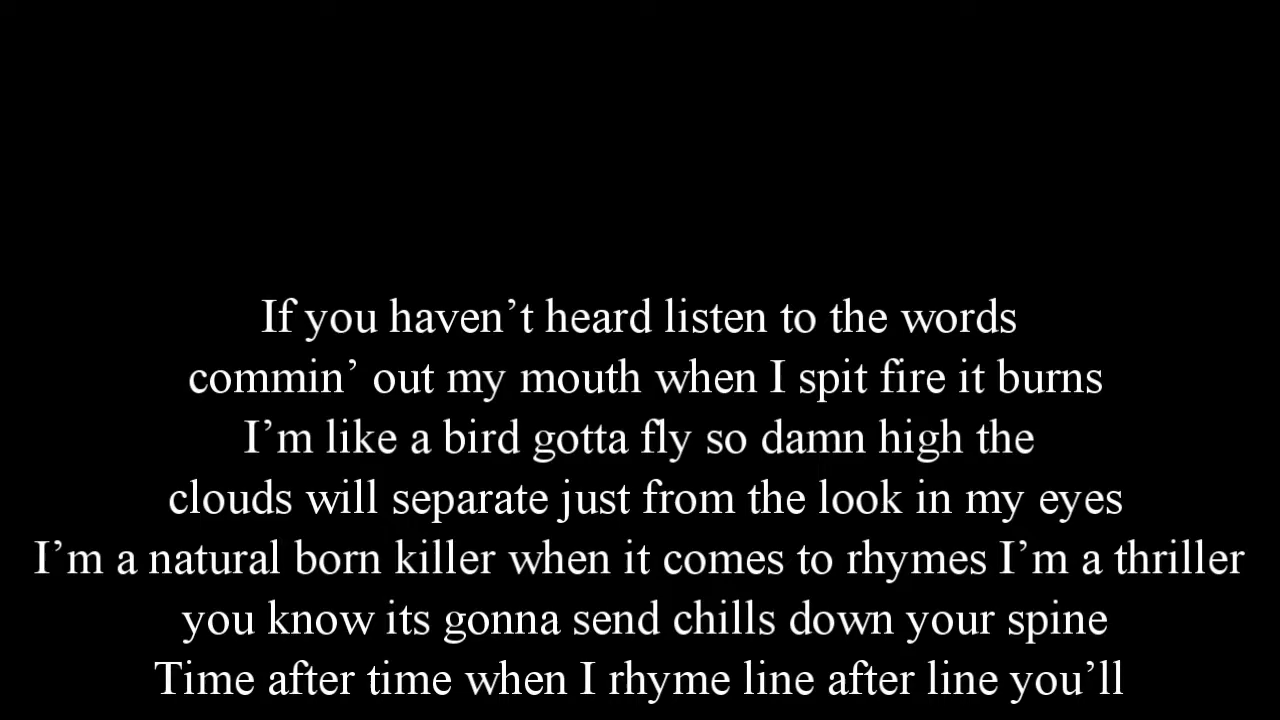 If you haven’t heard listen to the words
commin’ out my mouth when I spit fire it burns
I’m like a bird gotta fly so damn high the
clouds will separate just from the look in my eyes
I’m a natural born killer when it comes to rhymes I’m a thriller
you know its gonna send chills down your spine
Time after time when I rhyme line after line you’ll